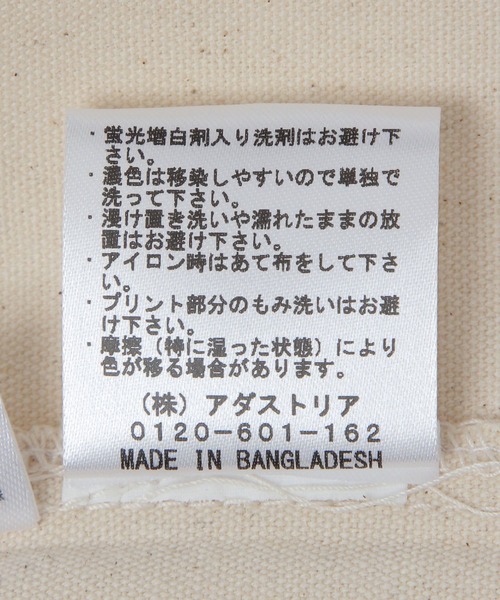 ・蛍光増白剤入り洗剤はお避け下
さい。
・濃色は移染しやすいので単独で
洗って下さい。
・浸け置き洗いや濡れたままの放
置はお避け下さい。
・アイロン時はあて布をして下さ
い。
・プリント部分のもみ洗いはお避
け下さい。
・摩擦（特に湿った状態）により
色が移る場合があります。
（株）アダストリア
0120-601-162
MADE IN BANGLADESH